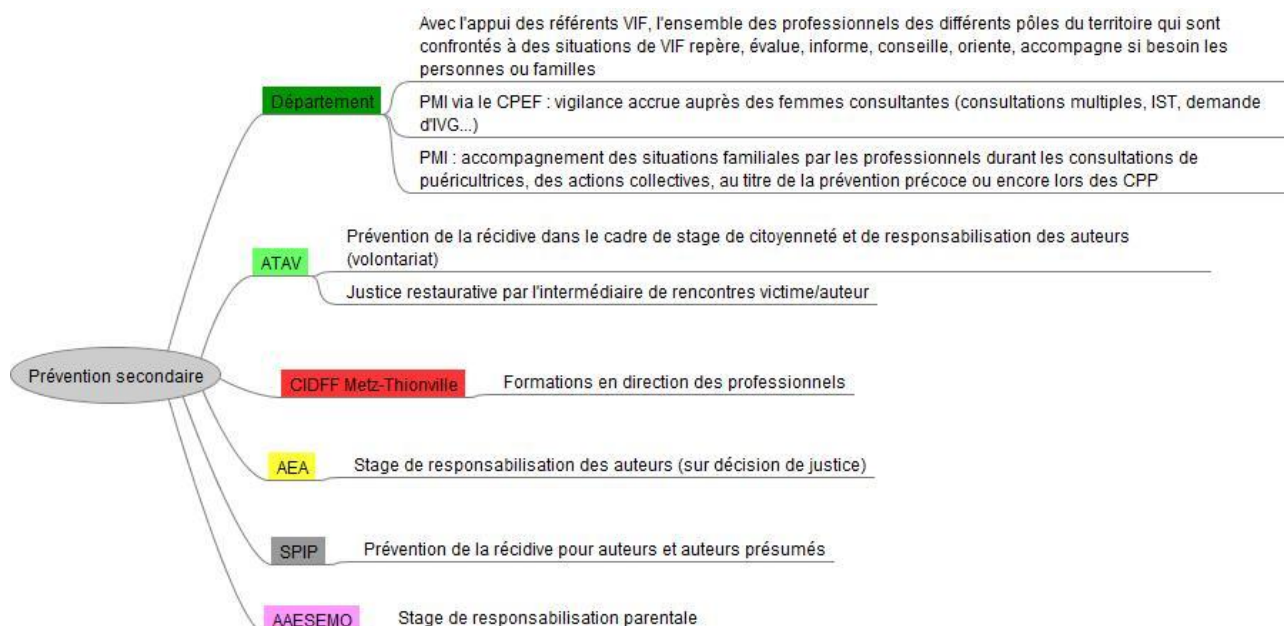 Avec l'appui des référents VIF, l'ensemble des professionnels des différents pôles du territoire qui sont
confrontés à des situations de VIF repère, évalue, informe, conseille, oriente, accompagne si besoin les
personnes ou familles
Département
PMI via le CPEF : vigilance accrue auprès des femmes consultantes (consultations multiples, IST, demande
d'IVG...)
PMI : accompagnement des situations familiales par les professionnels durant les consultations de
puéricultrices, des actions collectives, au titre de la prévention précoce ou encore lors des CPP
Prévention de la récidive dans le cadre de stage de citoyenneté et de responsabilisation des auteurs
(volontariat)
ATAV
Justice restaurative par l'intermédiaire de rencontres victime/auteur
Prévention secondaire
CIDFF Metz-Thionville
Formations en direction des professionnels
AEA
Stage de responsabilisation des auteurs (sur décision de justice)
SPIP
Prévention de la récidive pour auteurs et auteurs présumés
AAESEMO
Stage de responsabilisation parentale